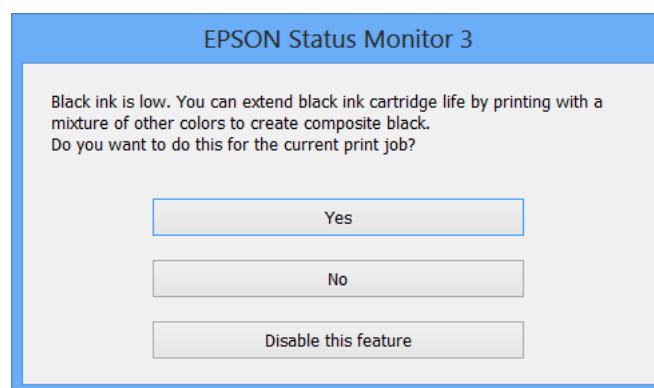 EPSON Status Monitor 3
Black ink is low. You can extend black ink cartridge life by printing with a
mixture of other colors to create composite black.
Do you want to do this for the current print job?
Yes
No
Disable this feature